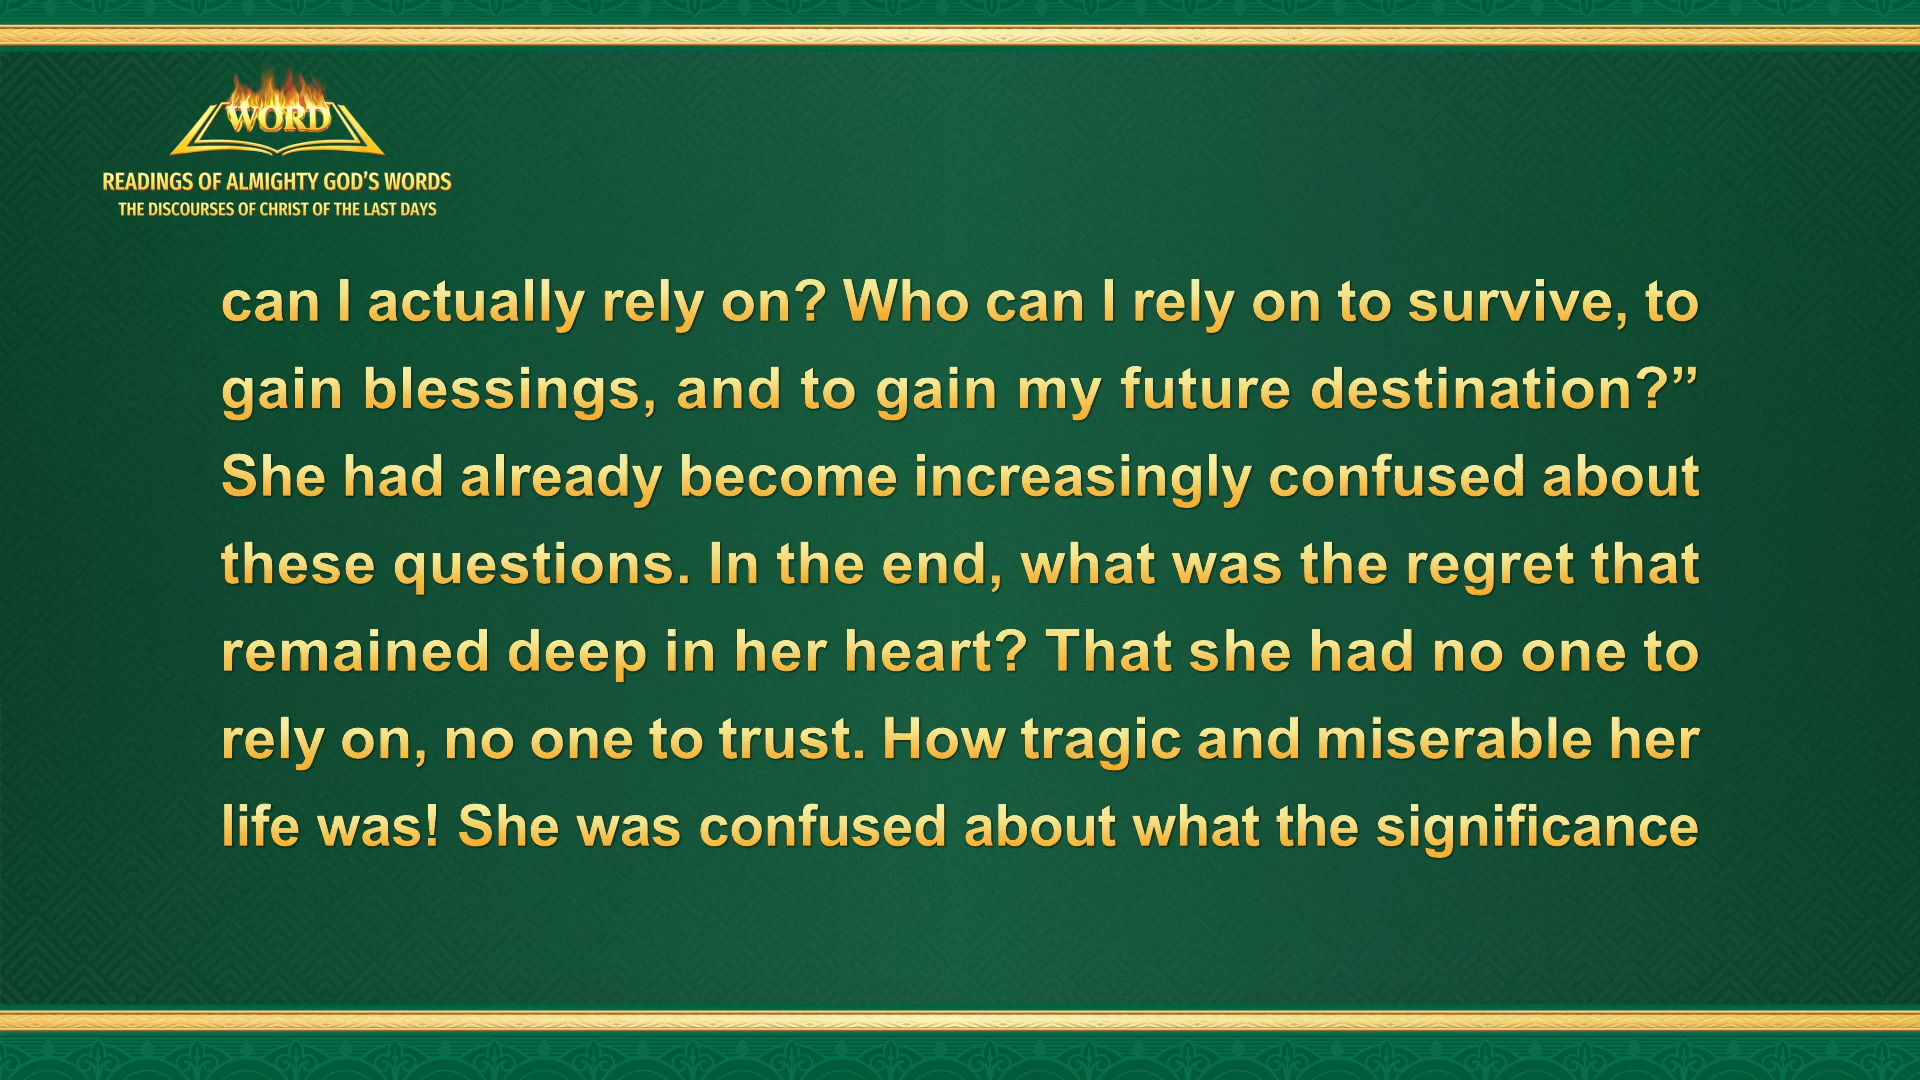 WORD
READINGS OF ALMIGHTY GOD’S WORDS
THE DISCOURSES OF CHRIST OF THE LAST DAYS
can I actually rely on? Who can I rely on to survive, to
gain blessings, and to gain my future destination?”
She had already become increasingly confused about
these questions. In the end, what was the regret that
remained deep in her heart? That she had no one to
rely on, no one to trust. How tragic and miserable her
life was! She was confused about what the significance